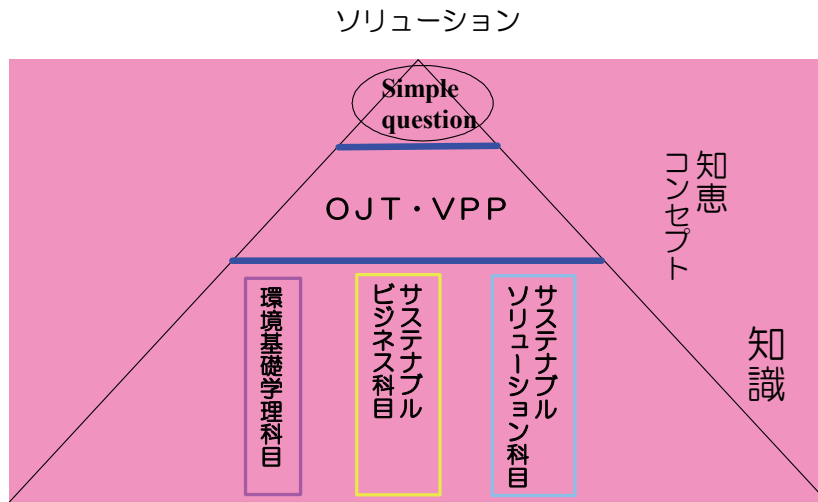 ソリューション
Simple
question
OJT・VPP
知恵
コンセプト
知識
環境基礎学理科目
サステナブル
ビジネス科目
サステナブル
ソリューション科目